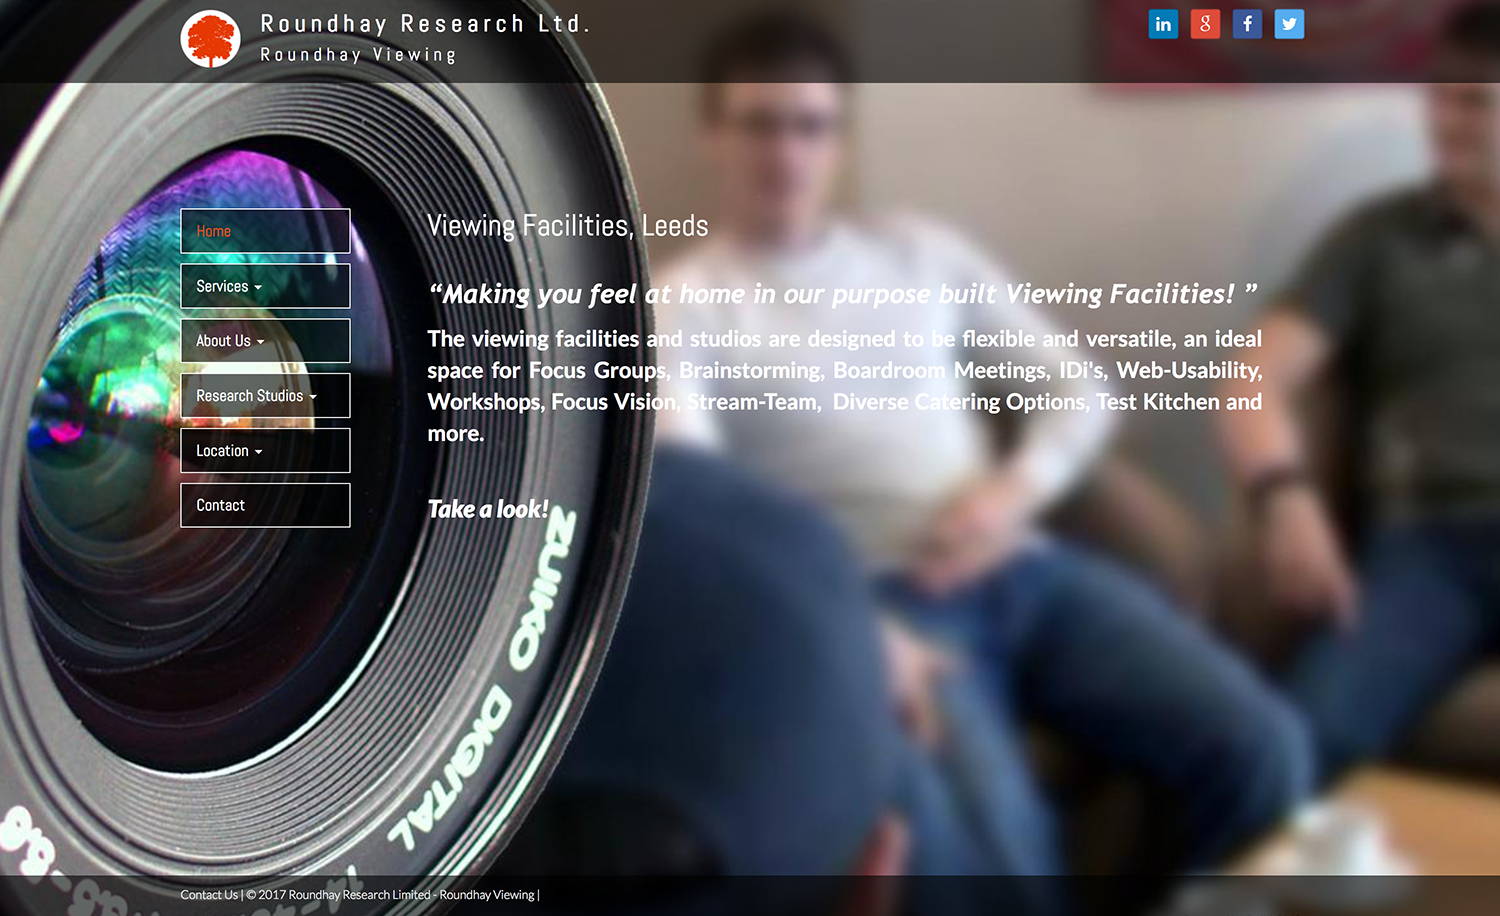 Roundhay Research Ltd.
Roundhay Viewing
Home
Services
About Us
Research Studios
Location
Contact
Viewing Facilities, Leeds
“Making you feel at home in our purpose built Viewing Facilities! ”
The viewing facilities and studios are designed to be flexible and versatile, an ideal
space for Focus Groups, Brainstorming, Boardroom Meetings, IDi's, Web-Usability,
Workshops, Focus Vision, Stream-Team, Diverse Catering Options, Test Kitchen and
more.
Take a look!
ZUIKO DIGITAL
Contact Us | © 2017 Roundhay Research Limited - Roundhay Viewing |